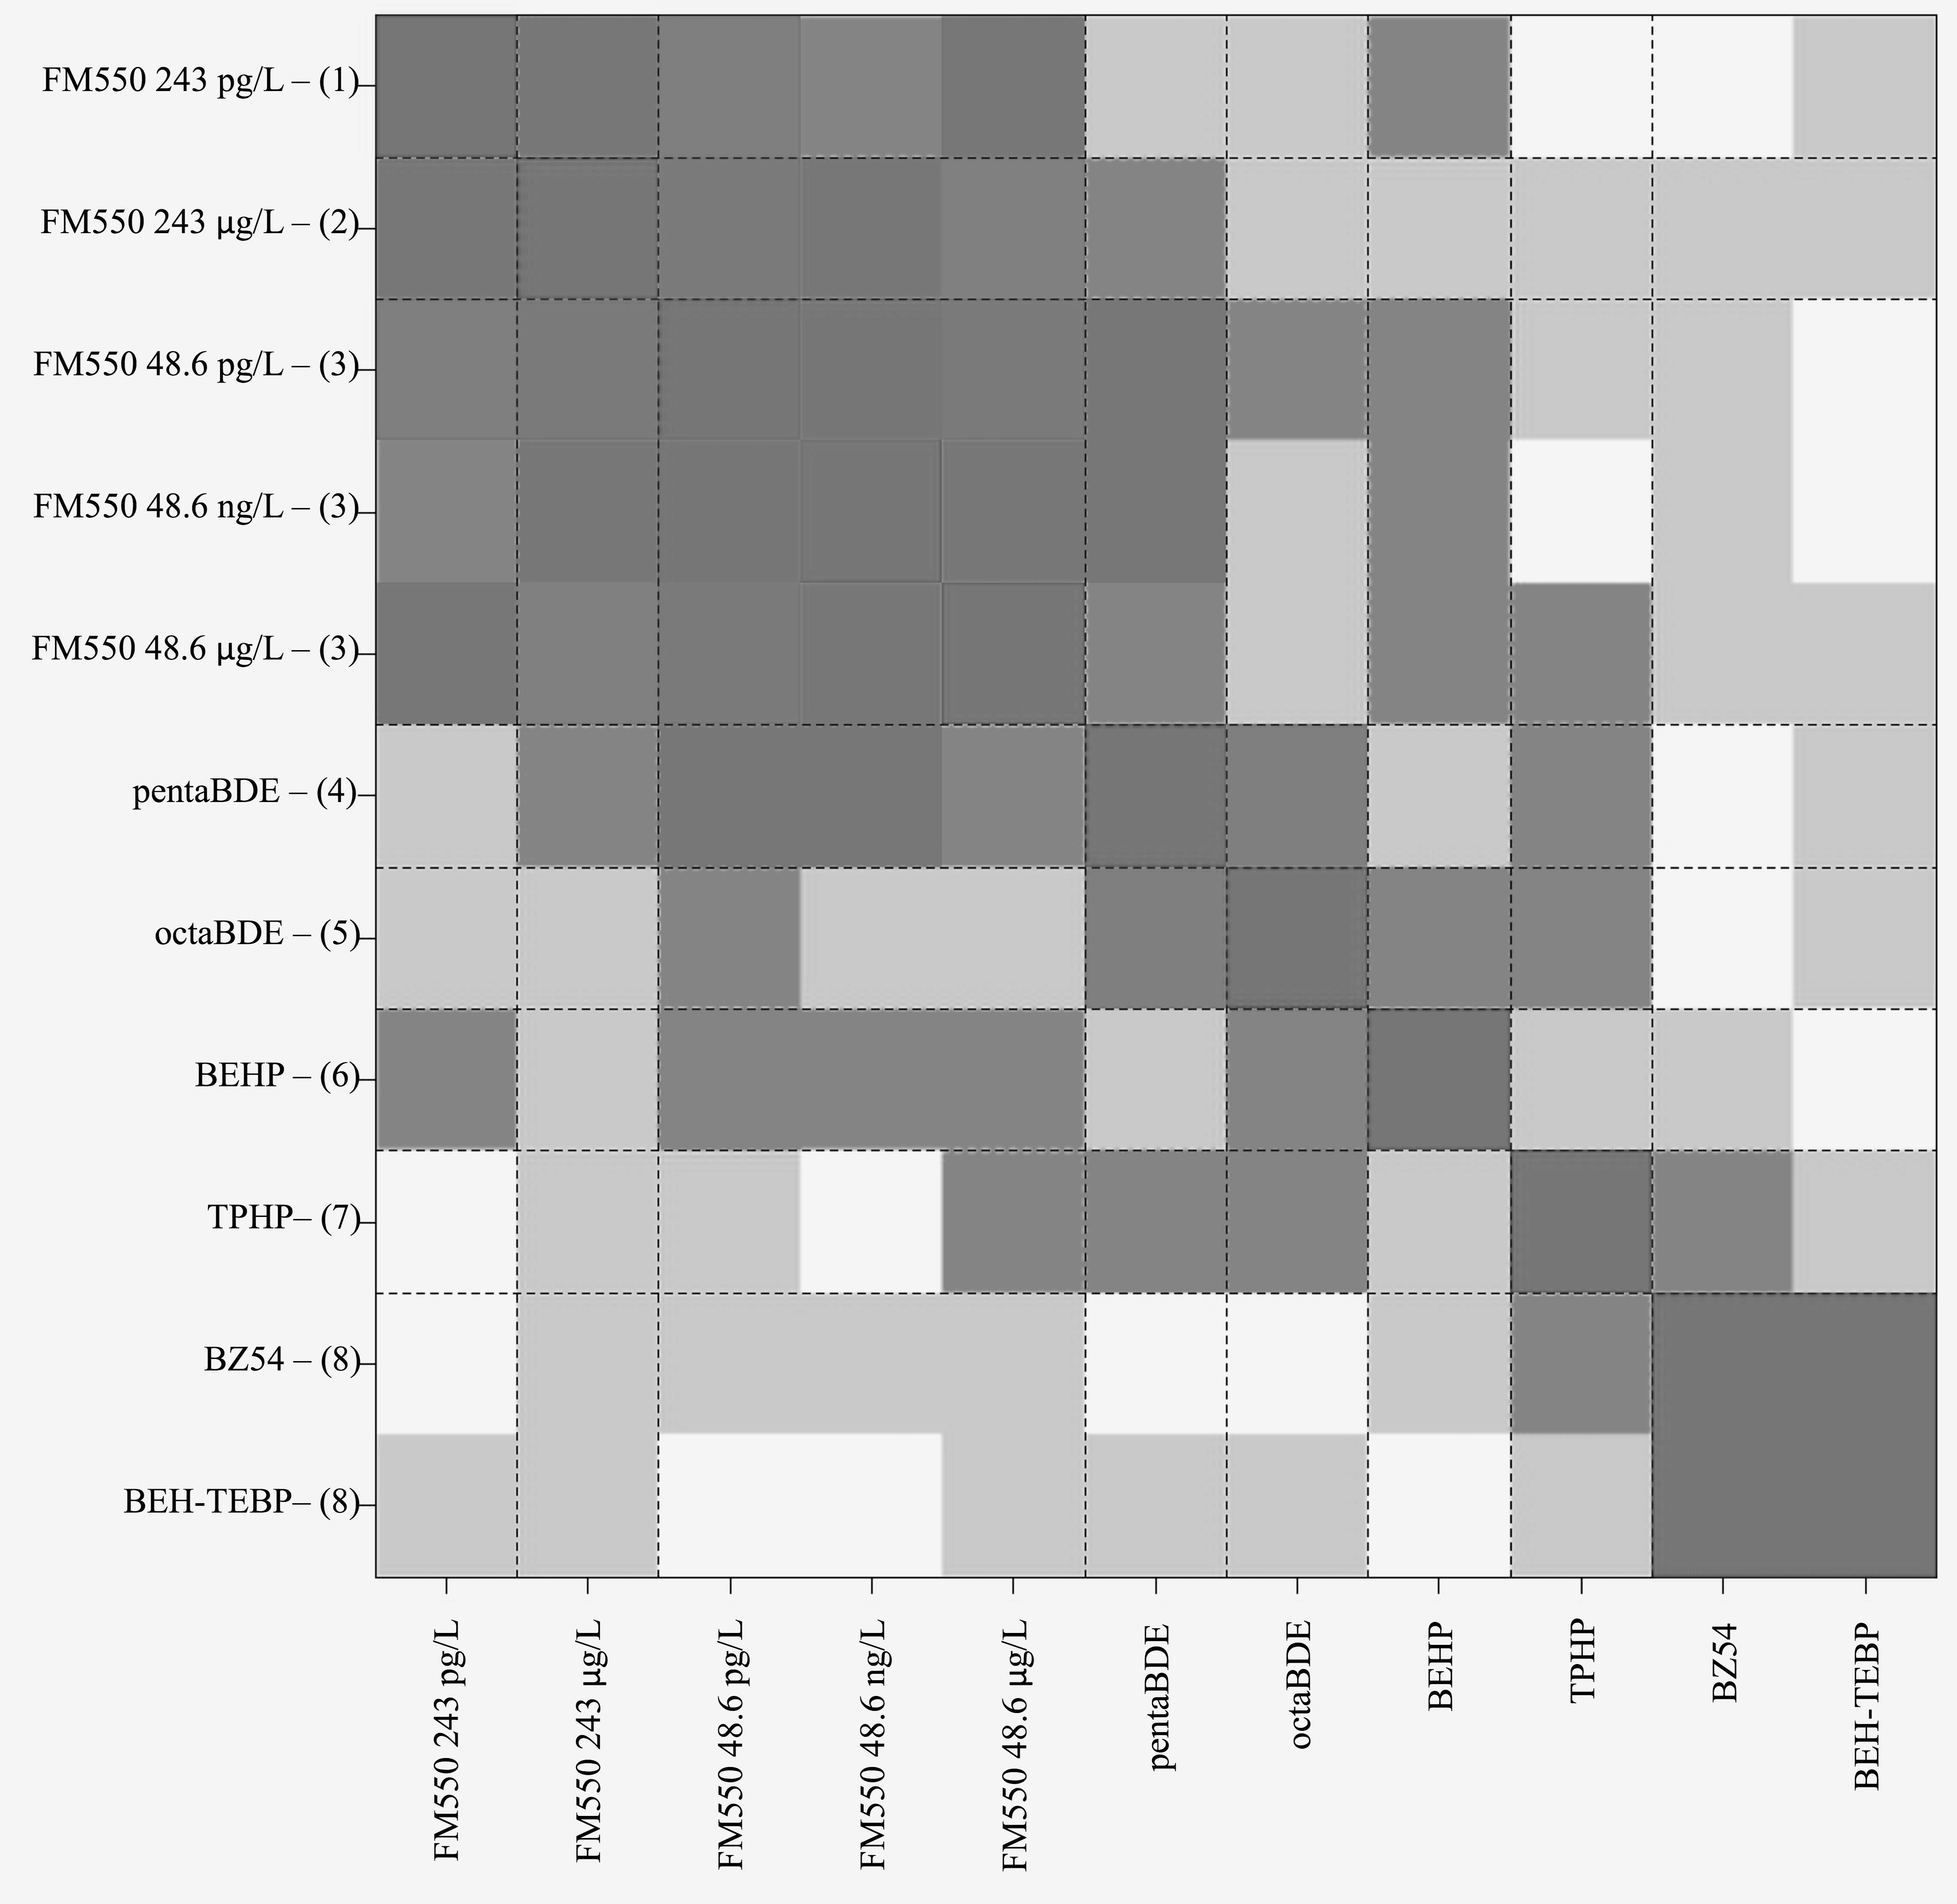 FM550 243 pg/L – (1)
FM550 243 µg/L – (2)
FM550 48.6 pg/L – (3)
FM550 48.6 ng/L – (3)
FM550 48.6 µg/L – (3)
pentaBDE – (4)
octaBDE – (5)
BEHP – (6)
TPHP– (7)
BZ54 – (8)
BEH-TEBP– (8)
FM550 243 pg/L
FM550 243 µg/L
FM550 48.6 pg/L
FM550 48.6 ng/L
FM550 48.6 µg/L
pentaBDE
octaBDE
BEHP
TPHP
BZ54
BEH-TEBP